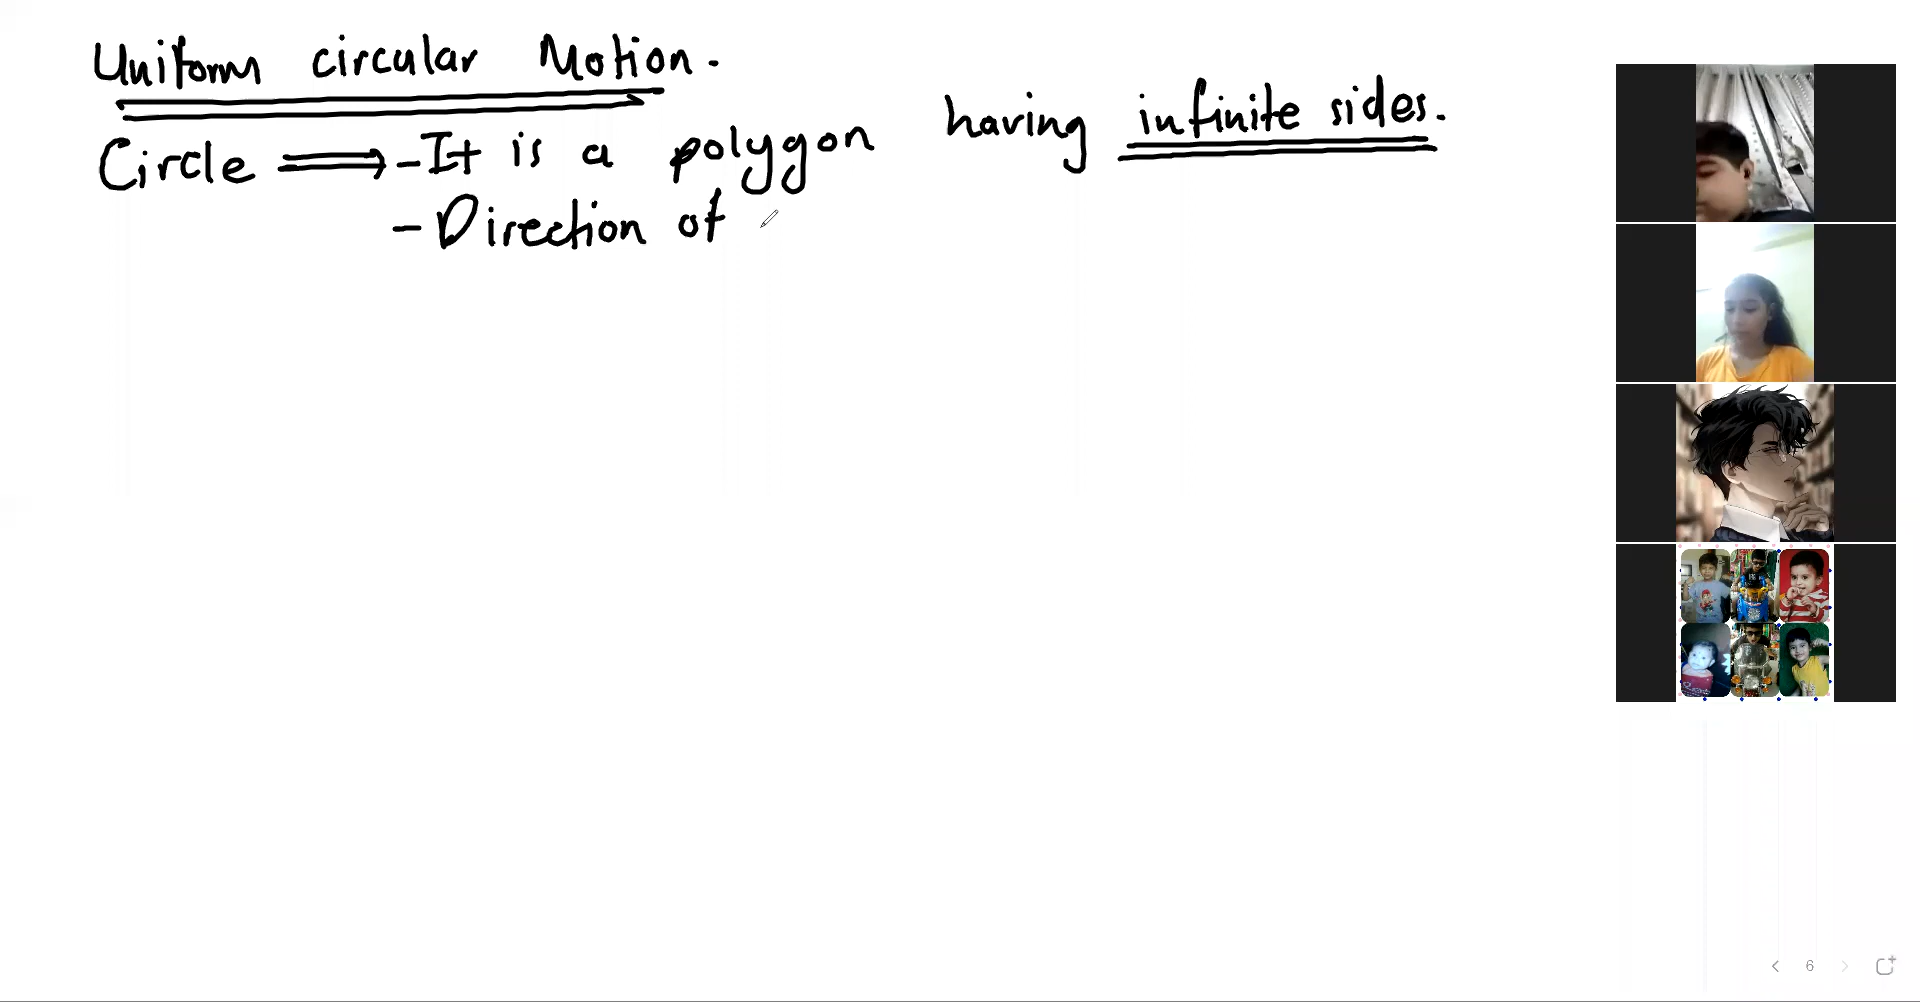 Uniform circular Motion.
Circle ⟹ - It is a polygon having infinite sides.
- Direction of
6